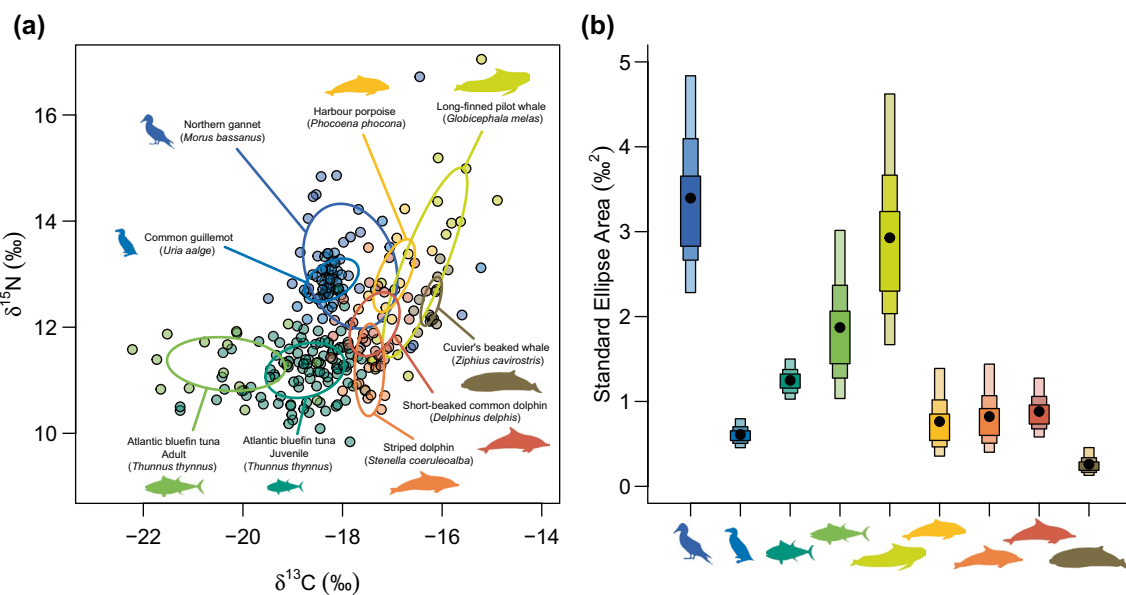 (a)
(b)
δ15N (‰)
16
14
12
10
Northern gannet
(Morus bassanus)
Harbour porpoise
(Phocoena phocona)
Long-finned pilot whale
(Globicephala melas)
Common guillemot
(Uria aalge)
Cuvier's beaked whale
(Ziphius cavirostris)
Short-beaked common dolphin
(Delphinus delphis)
Striped dolphin
(Stenella coeruleoalba)
Atlantic bluefin tuna
Juvenile
(Thunnus thynnus)
Atlantic bluefin tuna
Adult
(Thunnus thynnus)
−22
−20
−18
−16
−14
δ13C (‰)
Standard Ellipse Area (‰2)
5
4
3
2
1
0